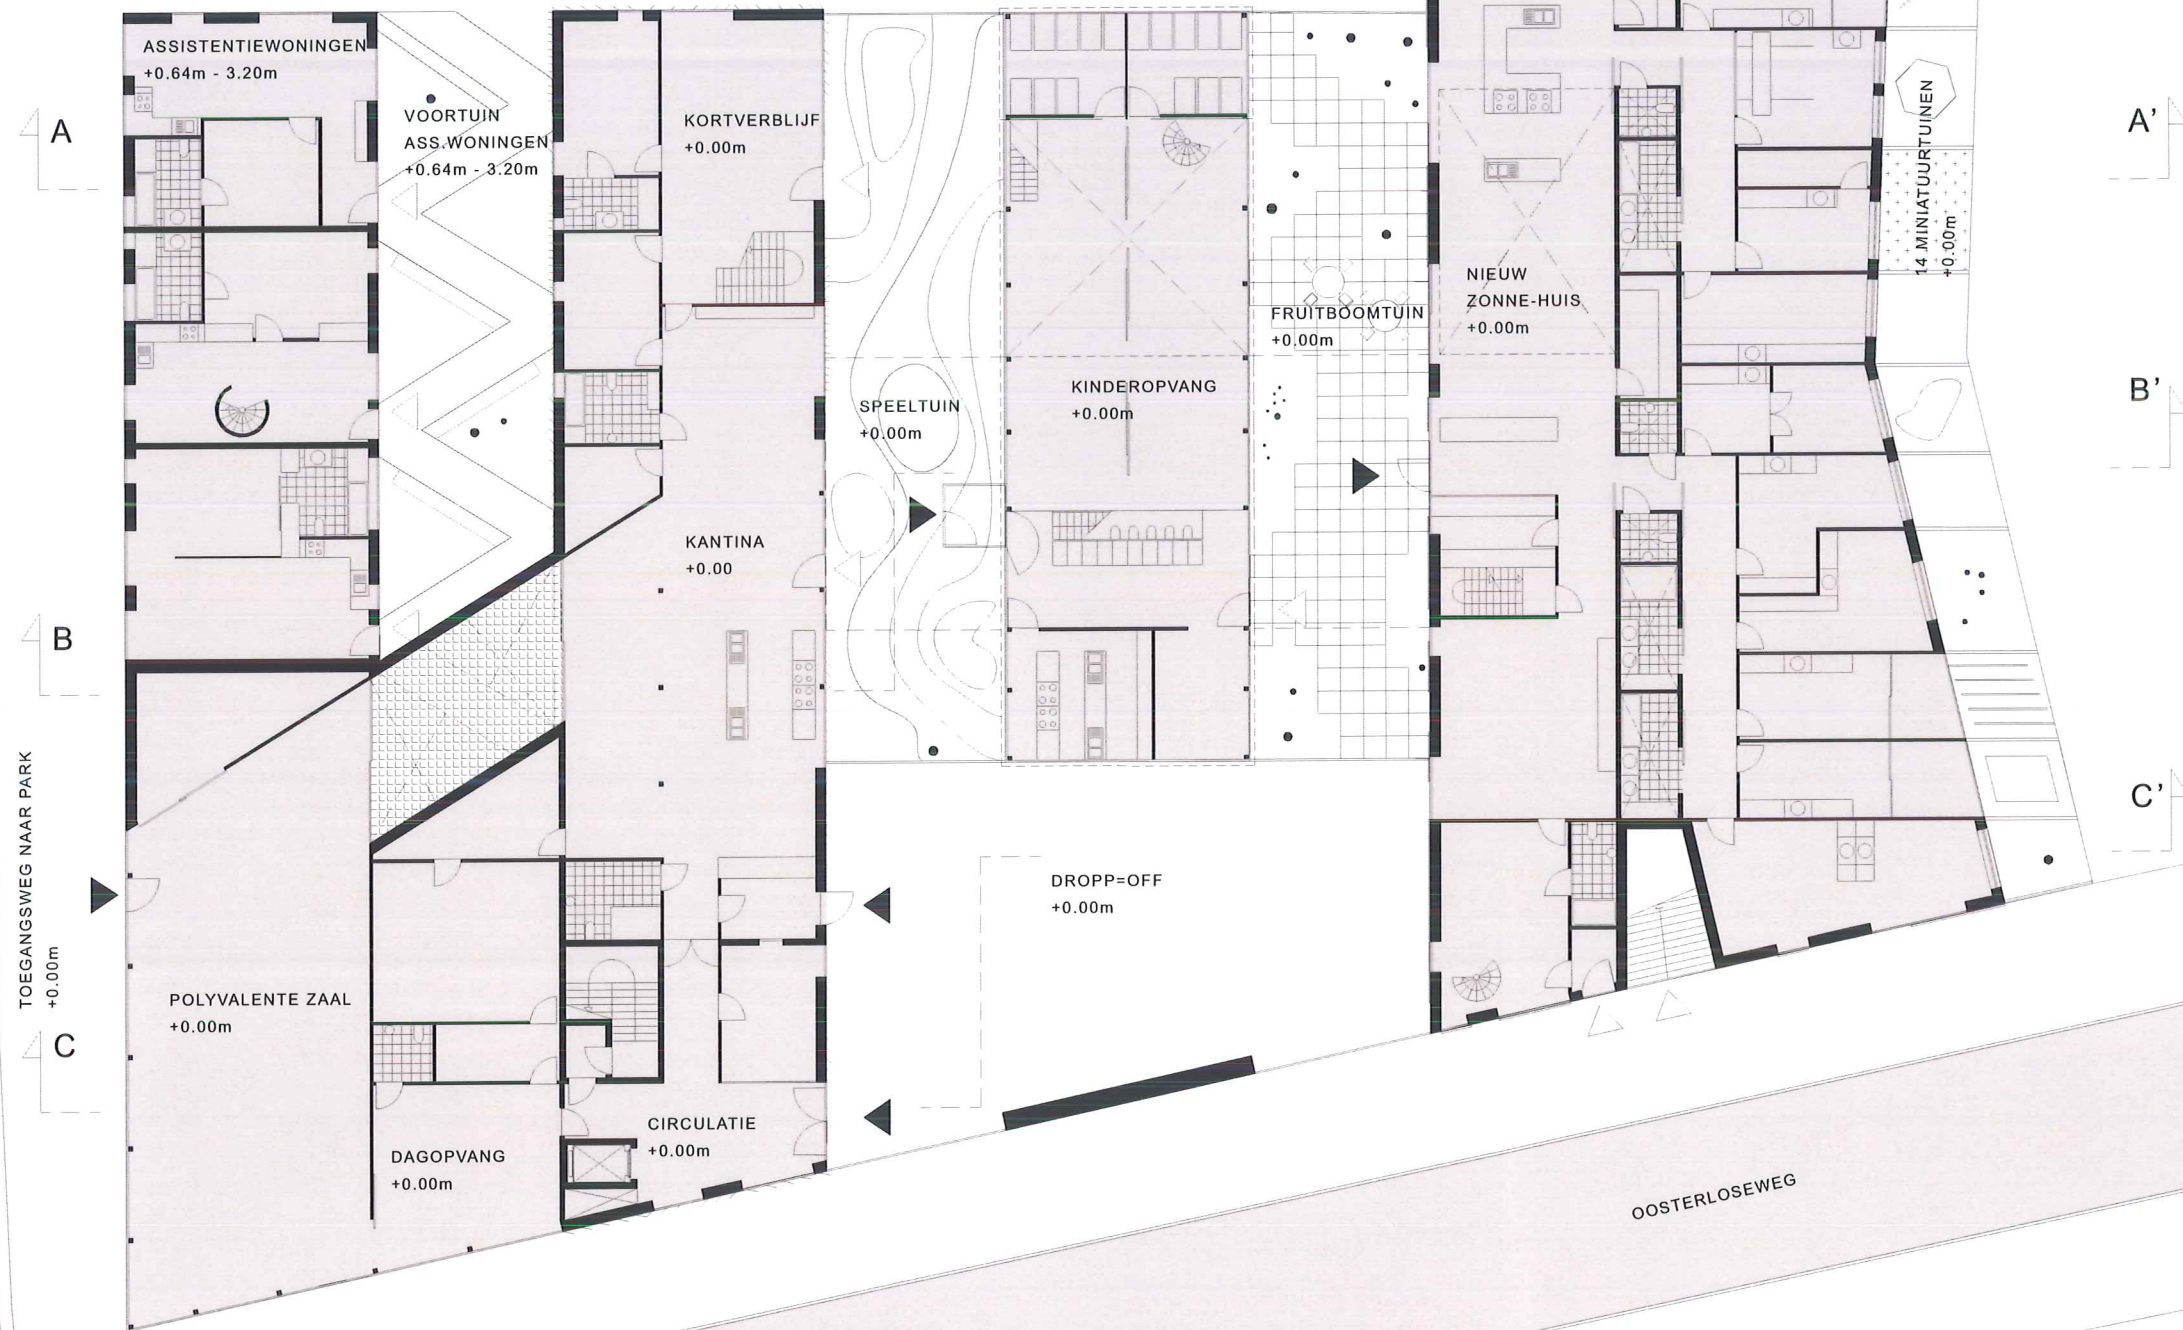 ASSISTENTIEWONINGEN
+0.64m - 3.20m
VOORTUIN
ASS.WONINGEN
+0.64m - 3.20m
KORTVERBLIJF
+0.00m
A
A'
14 MINIATUURTUINEN
+0.00m
NIEUW
ZONNE-HUIS
+0.00m
FRUITBOOMTUIN
+0.00m
KINDEROPVANG
+0.00m
SPEELTUIN
+0.00m
B'
KANTINA
+0.00
B
C'
TOEGANGSWEG NAAR PARK
+0.00m
DROPP=OFF
+0.00m
POLYVALENTE ZAAL
+0.00m
C
CIRCULATIE
+0.00m
DAGOPVANG
+0.00m
OOSTERLOSEWEG